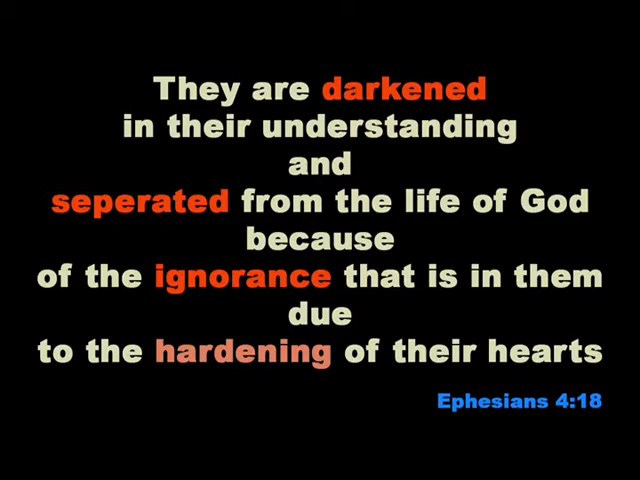 They are darkened
in their understanding
and
seperated from the life of God
because
of the ignorance that is in them
due
to the hardening of their hearts
Ephesians 4:18